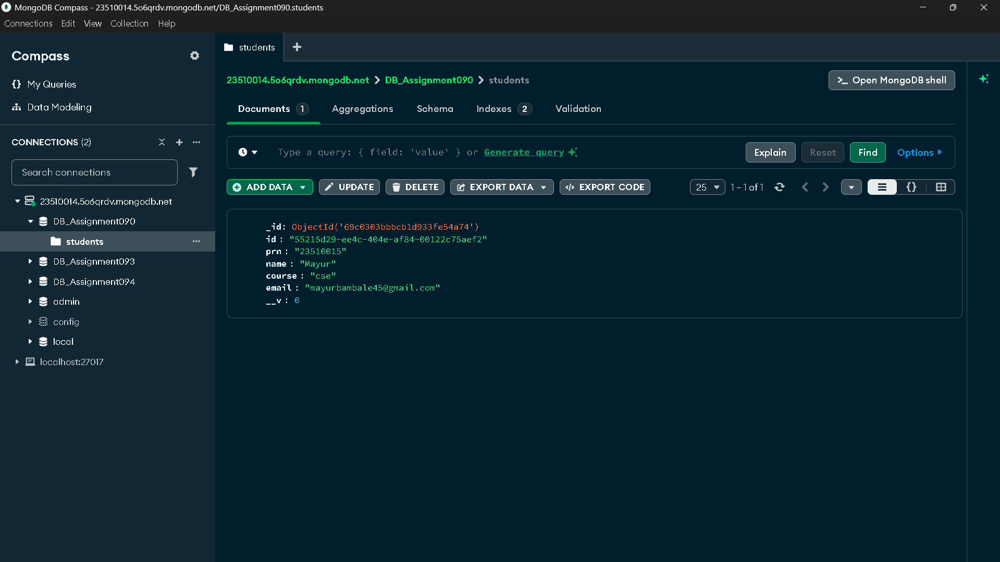 MongoDB Compass - 23510014.5o6qrdv.mongodb.net/DB_Assignment090.students
Connections Edit View Collection Help
Compass
My Queries
Data Modeling
CONNECTIONS (2)
Search connections
23510014.5o6qrdv.mongodb.net
DB_Assignment090
students
DB_Assignment093
DB_Assignment094
admin
config
local
localhost:27017
students
23510014.5o6qrdv.mongodb.net > DB_Assignment090 > students
>_ Open MongoDB shell
Documents 1 Aggregations Schema Indexes 2 Validation
Type a query: { field: 'value' } or Generate query
Explain Reset Find Options
ADD DATA UPDATE DELETE EXPORT DATA EXPORT CODE
25 1 – 1 of 1
_id: ObjectId('69c0303bbbcb1d933fe54a74')
id : "55215d29-ee4c-404e-af84-00122c75aef2"
prn : "23510015"
name : "Mayur"
course : "cse"
email : "mayurbambale45@gmail.com"
__v : 0